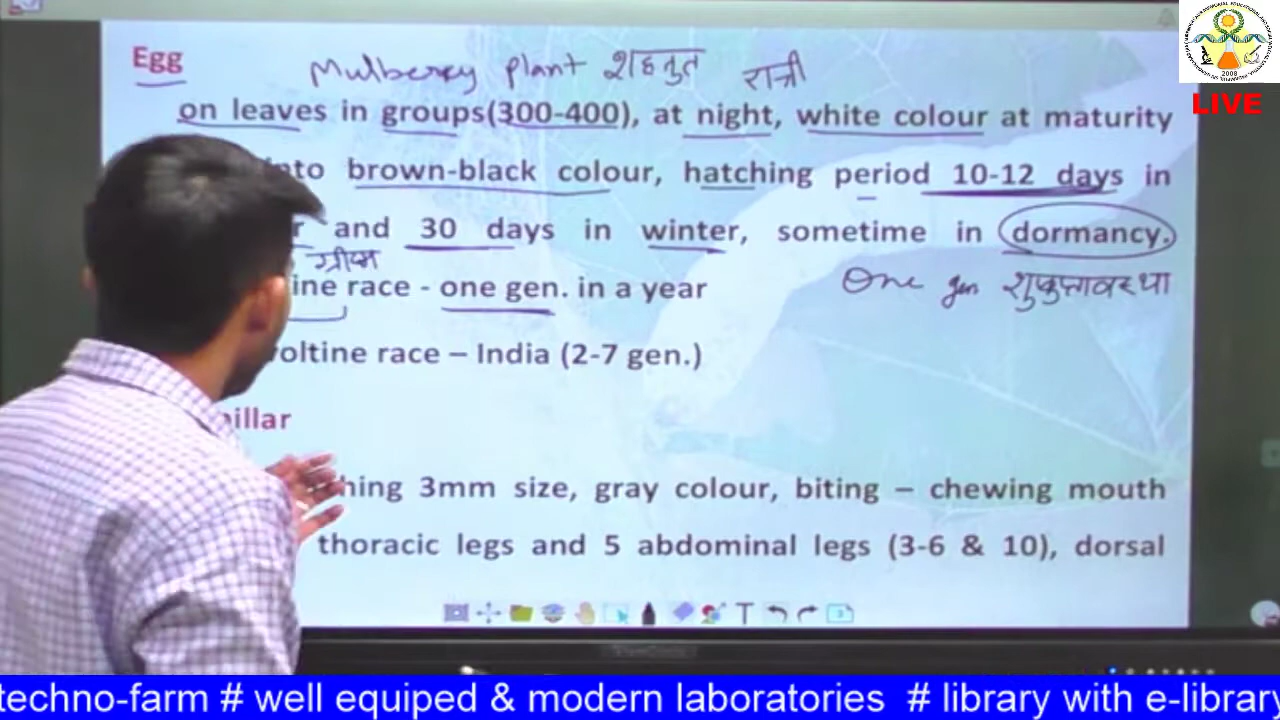 Egg
Mulberry plant शहतुत रात्री
on leaves in groups(300-400), at night, white colour at maturity
into brown-black colour, hatching period 10-12 days in
r and 30 days in winter, sometime in dormancy.
ग्रीष्म
ine race - one gen. in a year
One gen
oltine race – India (2-7 gen.)
illar
hing 3mm size, gray colour, biting – chewing mouth
thoracic legs and 5 abdominal legs (3-6 & 10), dorsal
2008
LIVE
techno-farm # well equiped & modern laboratories # library with e-library